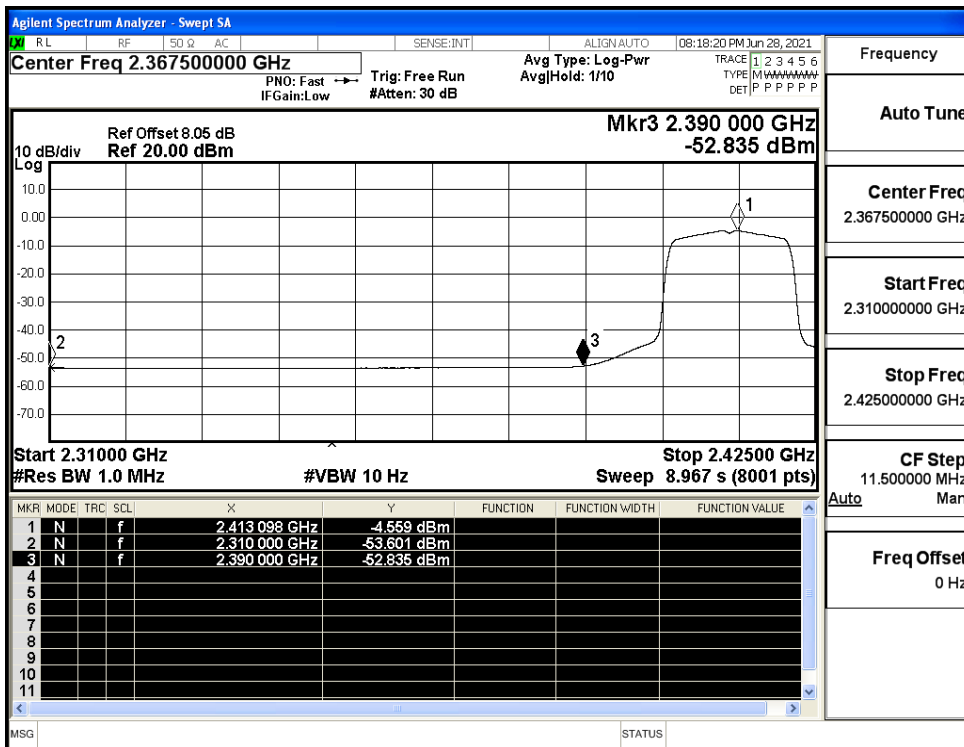 Agilent Spectrum Analyzer - Swept SA
LXI RL RF 50 Ω AC SENSE:INT ALIGN AUTO 08:18:20 PM Jun 28, 2021
Center Freq 2.367500000 GHz
PNO: Fast
IFGain:Low
Trig: Free Run
#Atten: 30 dB
Avg Type: Log-Pwr
Avg|Hold: 1/10
TRACE 1 2 3 4 5 6
TYPE M W W W W W
DET P P P P P P
Mkr3 2.390 000 GHz
-52.835 dBm
Ref Offset 8.05 dB
10 dB/div Ref 20.00 dBm
Log
10.0
0.00
-10.0
-20.0
-30.0
-40.0
-50.0
-60.0
-70.0
1
2
3
Start 2.31000 GHz Stop 2.42500 GHz
#Res BW 1.0 MHz #VBW 10 Hz Sweep 8.967 s (8001 pts)
MKR MODE TRC SCL X Y FUNCTION FUNCTION WIDTH FUNCTION VALUE
1 N f 2.413 098 GHz -4.559 dBm
2 N f 2.310 000 GHz -53.601 dBm
3 N f 2.390 000 GHz -52.835 dBm
4
5
6
7
8
9
10
11
MSG STATUS
Frequency
Auto Tune
Center Freq
2.367500000 GHz
Start Freq
2.310000000 GHz
Stop Freq
2.425000000 GHz
CF Step
11.500000 MHz
Auto Man
Freq Offset
0 Hz